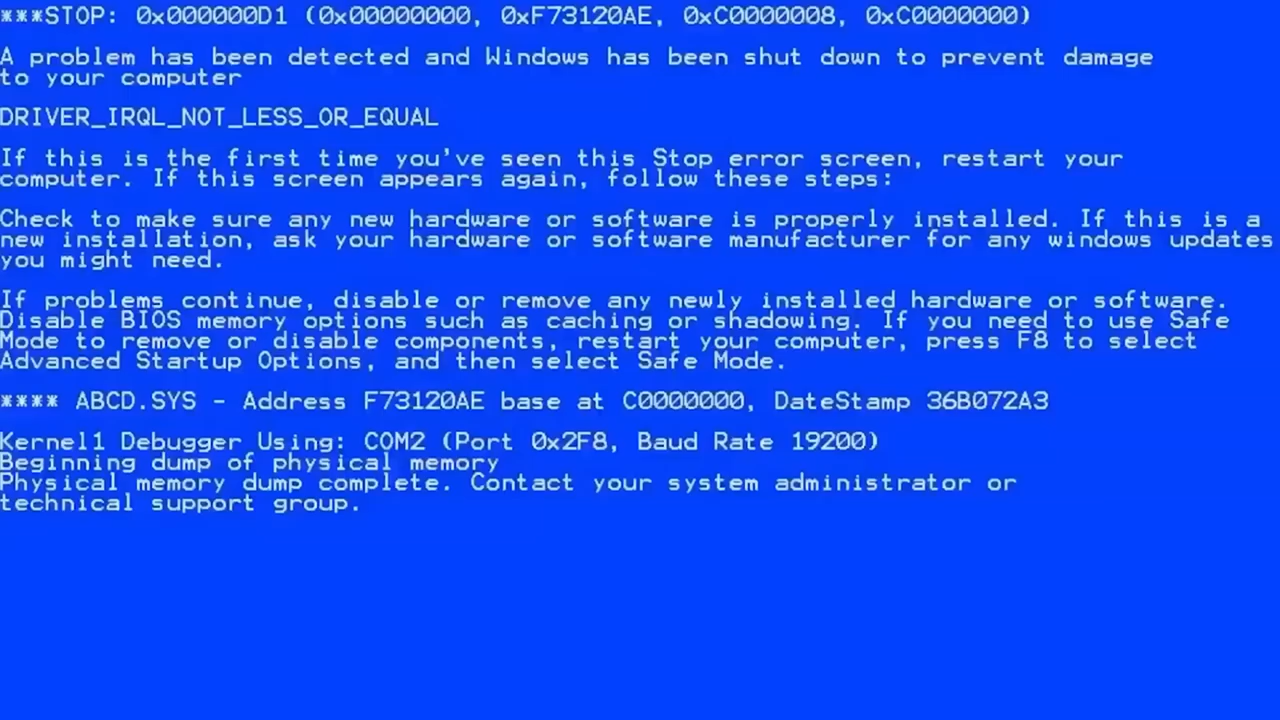 ***STOP: 0x000000D1 (0x00000000, 0xF73120AE, 0xC0000008, 0xC0000000)
A problem has been detected and Windows has been shut down to prevent damage
to your computer
DRIVER_IRQL_NOT_LESS_OR_EQUAL
If this is the first time you've seen this Stop error screen, restart your
computer. If this screen appears again, follow these steps:
Check to make sure any new hardware or software is properly installed. If this is a
new installation, ask your hardware or software manufacturer for any windows updates
you might need.
If problems continue, disable or remove any newly installed hardware or software.
Disable BIOS memory options such as caching or shadowing. If you need to use Safe
Mode to remove or disable components, restart your computer, press F8 to select
Advanced Startup Options, and then select Safe Mode.
**** ABCD.SYS - Address F73120AE base at C0000000, DateStamp 36B072A3
Kernel1 Debugger Using: COM2 (Port 0x2F8, Baud Rate 19200)
Beginning dump of physical memory
Physical memory dump complete. Contact your system administrator or
technical support group.